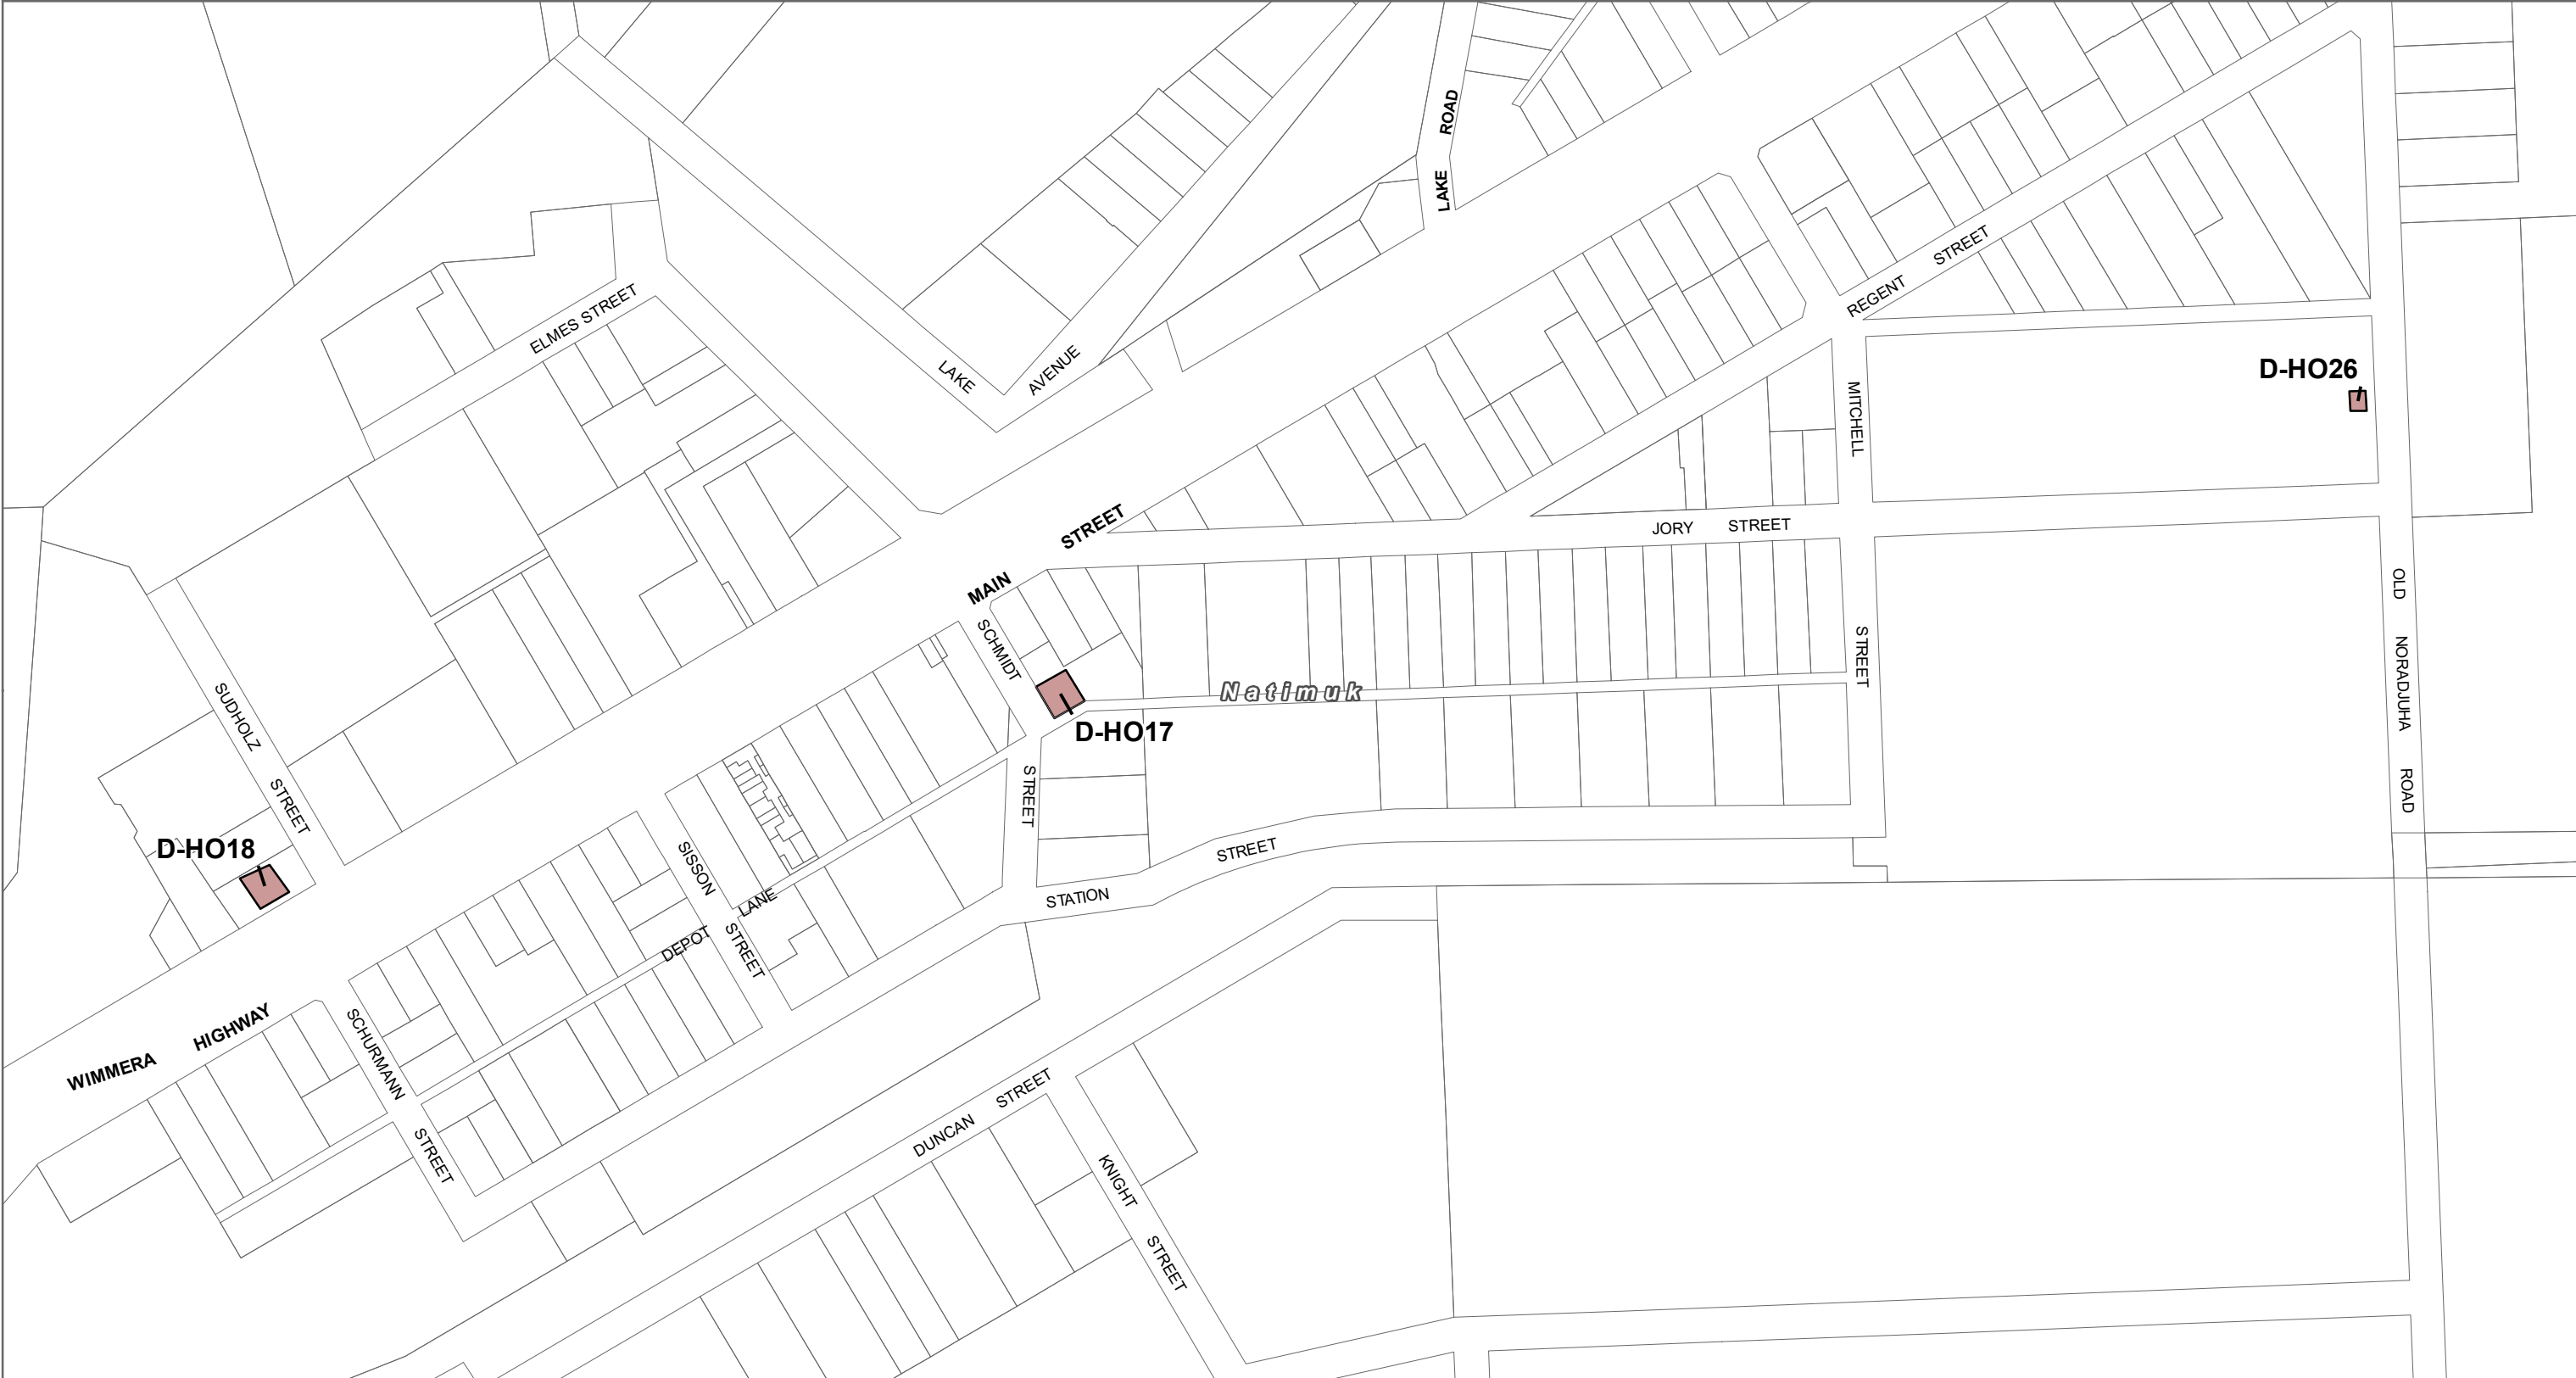 LAKE ROAD
REGENT STREET
ELMES STREET
LAKE AVENUE
D-HO26
MITCHELL STREET
MAIN STREET
JORY STREET
SCHMIDT STREET
OLD NORADJUHA ROAD
Natimuk
D-HO17
SUDHOLZ STREET
D-HO18
SISSON STREET
STATION STREET
DEPOT LANE
WIMMERA HIGHWAY
SCHURMANN STREET
DUNCAN STREET
KNIGHT STREET